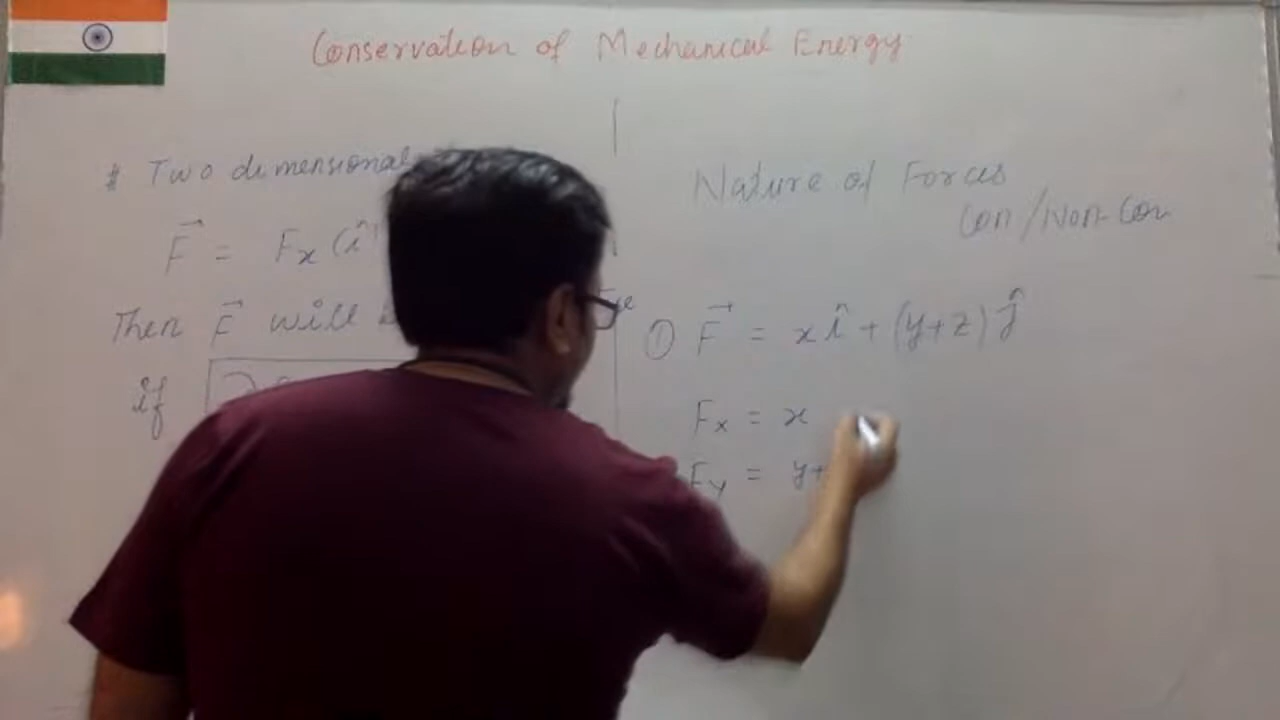 Conservation of Mechanical Energy
# Two dimensional
F⃗ = Fx (î
Then F⃗ will
if
Nature of Forces
Con/Non-Con
① F⃗ = x î + (y+z) ĵ
Fx = x
Fy = y+